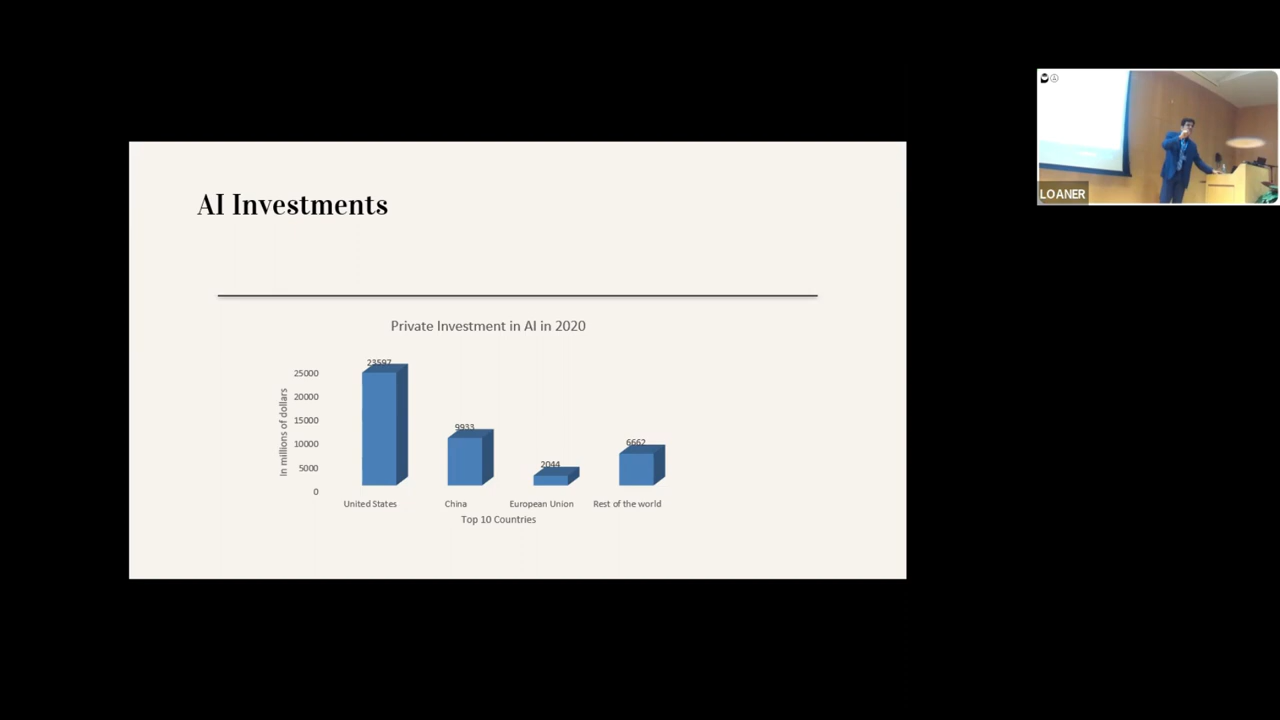 AI Investments
Private Investment in AI in 2020
In millions of dollars
25000
20000
15000
10000
5000
0
23597
9933
2044
6662
United States
China
European Union
Rest of the world
Top 10 Countries
LOANER